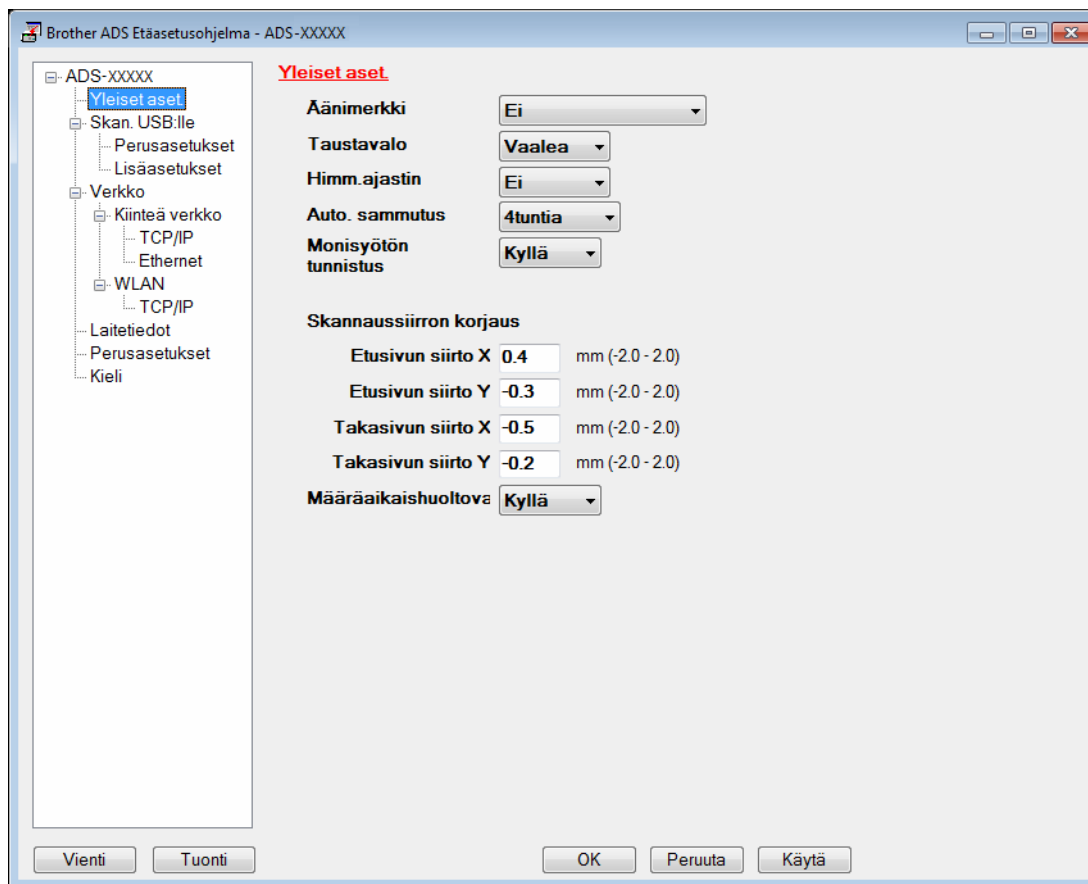 Brother ADS Etäasetusohjelma - ADS-XXXXX
ADS-XXXXX
Yleiset aset.
Skan. USB:lle
Perusasetukset
Lisäasetukset
Verkko
Kiinteä verkko
TCP/IP
Ethernet
WLAN
TCP/IP
Laitetiedot
Perusasetukset
Kieli
Yleiset aset.
Äänimerkki Ei
Taustavalo Vaalea
Himm.ajastin Ei
Auto. sammutus 4tuntia
Monisyötön
tunnistus Kyllä
Skannaussiirron korjaus
Etusivun siirto X 0.4 mm (-2.0 - 2.0)
Etusivun siirto Y -0.3 mm (-2.0 - 2.0)
Takasivun siirto X -0.5 mm (-2.0 - 2.0)
Takasivun siirto Y -0.2 mm (-2.0 - 2.0)
Määräaikaishuoltova Kyllä
Vienti Tuonti OK Peruuta Käytä